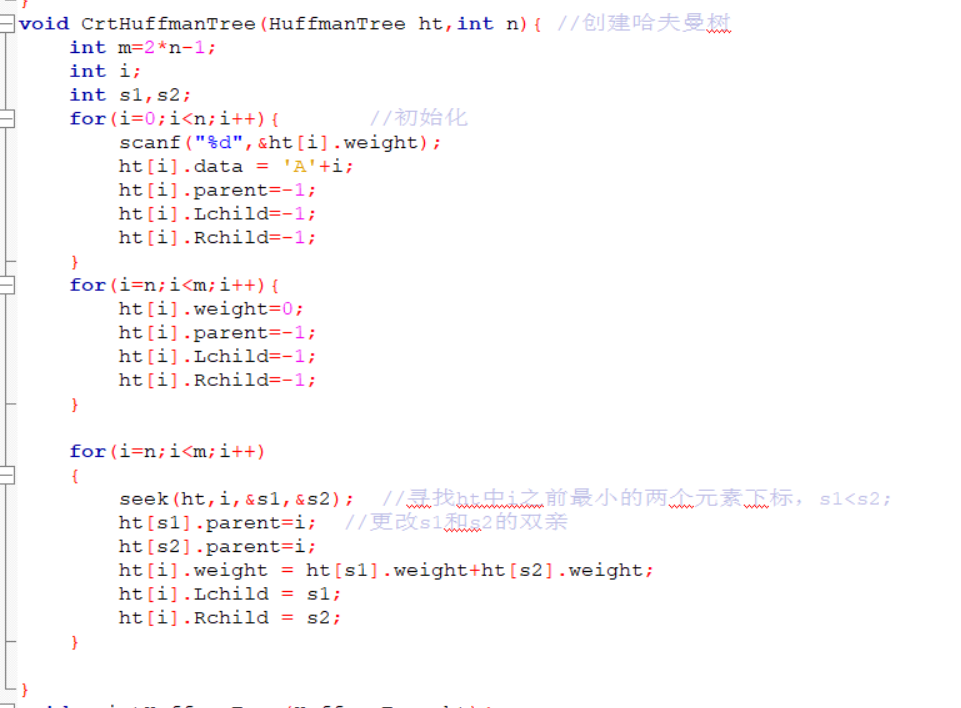 }
void CrtHuffmanTree(HuffmanTree ht,int n){ //创建哈夫曼树
    int m=2*n-1;
    int i;
    int s1,s2;
    for(i=0;i<n;i++){        //初始化
        scanf("%d",&ht[i].weight);
        ht[i].data = 'A'+i;
        ht[i].parent=-1;
        ht[i].Lchild=-1;
        ht[i].Rchild=-1;
    }
    for(i=n;i<m;i++){
        ht[i].weight=0;
        ht[i].parent=-1;
        ht[i].Lchild=-1;
        ht[i].Rchild=-1;
    }
    for(i=n;i<m;i++)
    {
        seek(ht,i,&s1,&s2);  //寻找ht中i之前最小的两个元素下标，s1<s2;
        ht[s1].parent=i;  //更改s1和s2的双亲
        ht[s2].parent=i;
        ht[i].weight = ht[s1].weight+ht[s2].weight;
        ht[i].Lchild = s1;
        ht[i].Rchild = s2;
    }
}